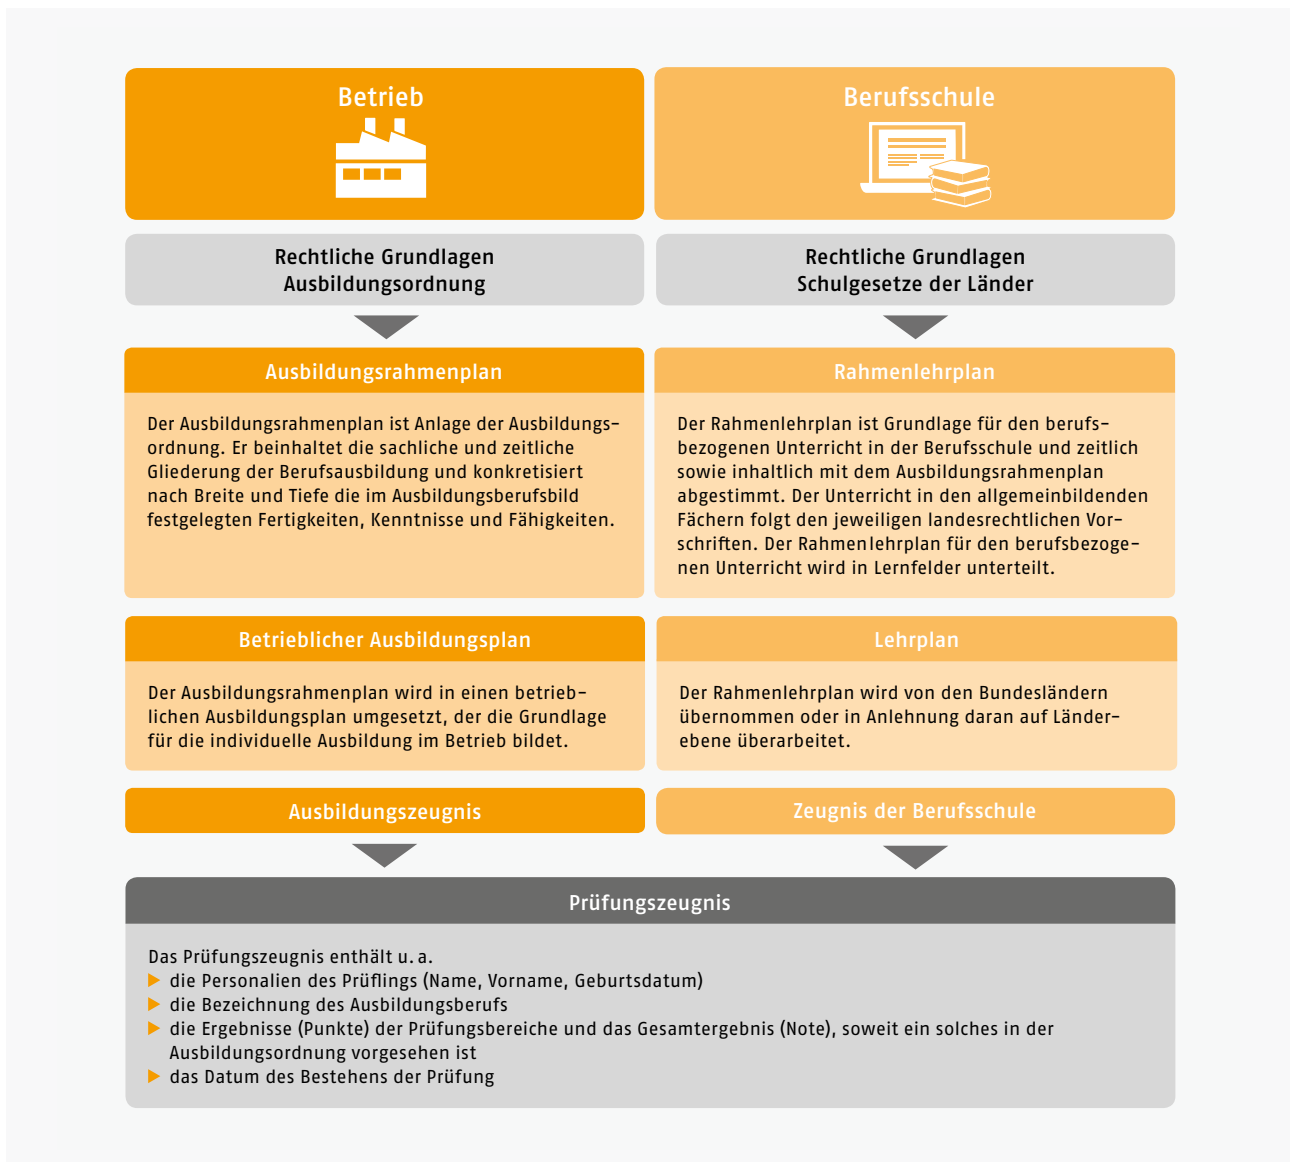 Betrieb
Rechtliche Grundlagen
Ausbildungsordnung
Ausbildungsrahmenplan
Der Ausbildungsrahmenplan ist Anlage der Ausbildungs-
ordnung. Er beinhaltet die sachliche und zeitliche
Gliederung der Berufsausbildung und konkretisiert
nach Breite und Tiefe die im Ausbildungsberufsbild
festgelegten Fertigkeiten, Kenntnisse und Fähigkeiten.
Betrieblicher Ausbildungsplan
Der Ausbildungsrahmenplan wird in einen betrieb-
lichen Ausbildungsplan umgesetzt, der die Grundlage
für die individuelle Ausbildung im Betrieb bildet.
Ausbildungszeugnis
Berufsschule
Rechtliche Grundlagen
Schulgesetze der Länder
Rahmenlehrplan
Der Rahmenlehrplan ist Grundlage für den berufs-
bezogenen Unterricht in der Berufsschule und zeitlich
sowie inhaltlich mit dem Ausbildungsrahmenplan
abgestimmt. Der Unterricht in den allgemeinbildenden
Fächern folgt den jeweiligen landesrechtlichen Vor-
schriften. Der Rahmenlehrplan für den berufsbezoge-
nen Unterricht wird in Lernfelder unterteilt.
Lehrplan
Der Rahmenlehrplan wird von den Bundesländern
übernommen oder in Anlehnung daran auf Länder-
ebene überarbeitet.
Zeugnis der Berufsschule
Prüfungszeugnis
Das Prüfungszeugnis enthält u. a.
die Personalien des Prüflings (Name, Vorname, Geburtsdatum)
die Bezeichnung des Ausbildungsberufs
die Ergebnisse (Punkte) der Prüfungsbereiche und das Gesamtergebnis (Note), soweit ein solches in der
Ausbildungsordnung vorgesehen ist
das Datum des Bestehens der Prüfung